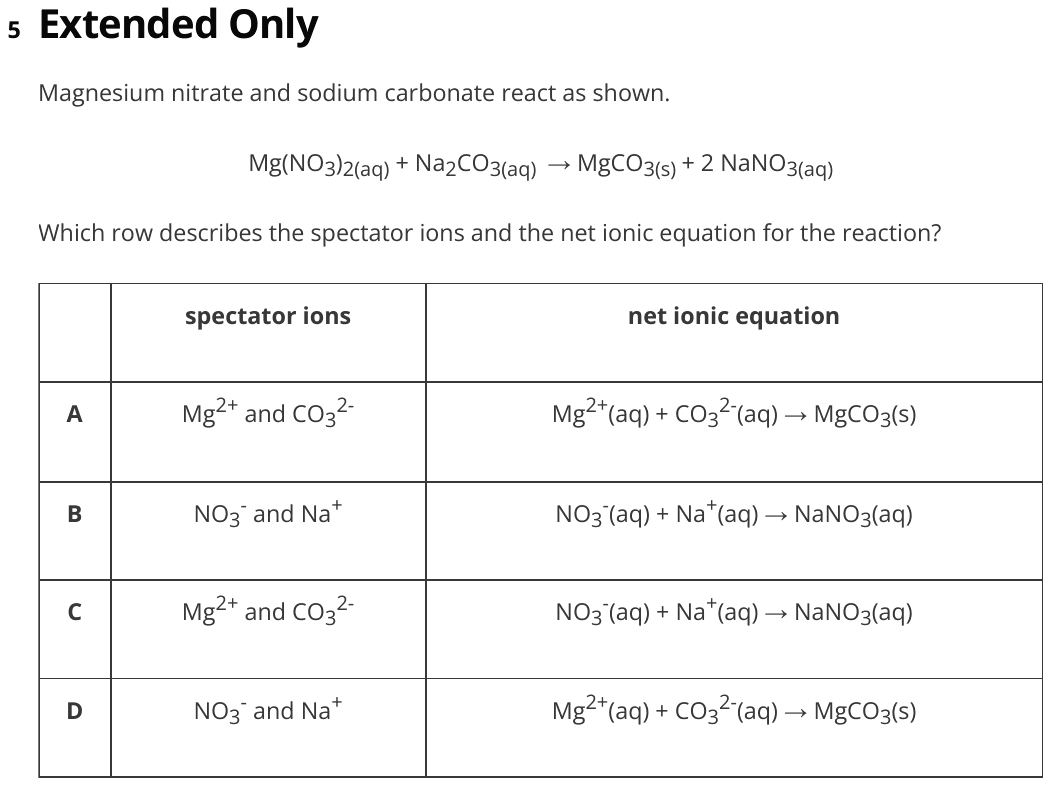 5 Extended Only
Magnesium nitrate and sodium carbonate react as shown.
Mg(NO₃)₂(aq) + Na₂CO₃(aq) → MgCO₃(s) + 2 NaNO₃(aq)
Which row describes the spectator ions and the net ionic equation for the reaction?
spectator ions net ionic equation
A Mg²⁺ and CO₃²⁻ Mg²⁺(aq) + CO₃²⁻(aq) → MgCO₃(s)
B NO₃⁻ and Na⁺ NO₃⁻(aq) + Na⁺(aq) → NaNO₃(aq)
C Mg²⁺ and CO₃²⁻ NO₃⁻(aq) + Na⁺(aq) → NaNO₃(aq)
D NO₃⁻ and Na⁺ Mg²⁺(aq) + CO₃²⁻(aq) → MgCO₃(s)